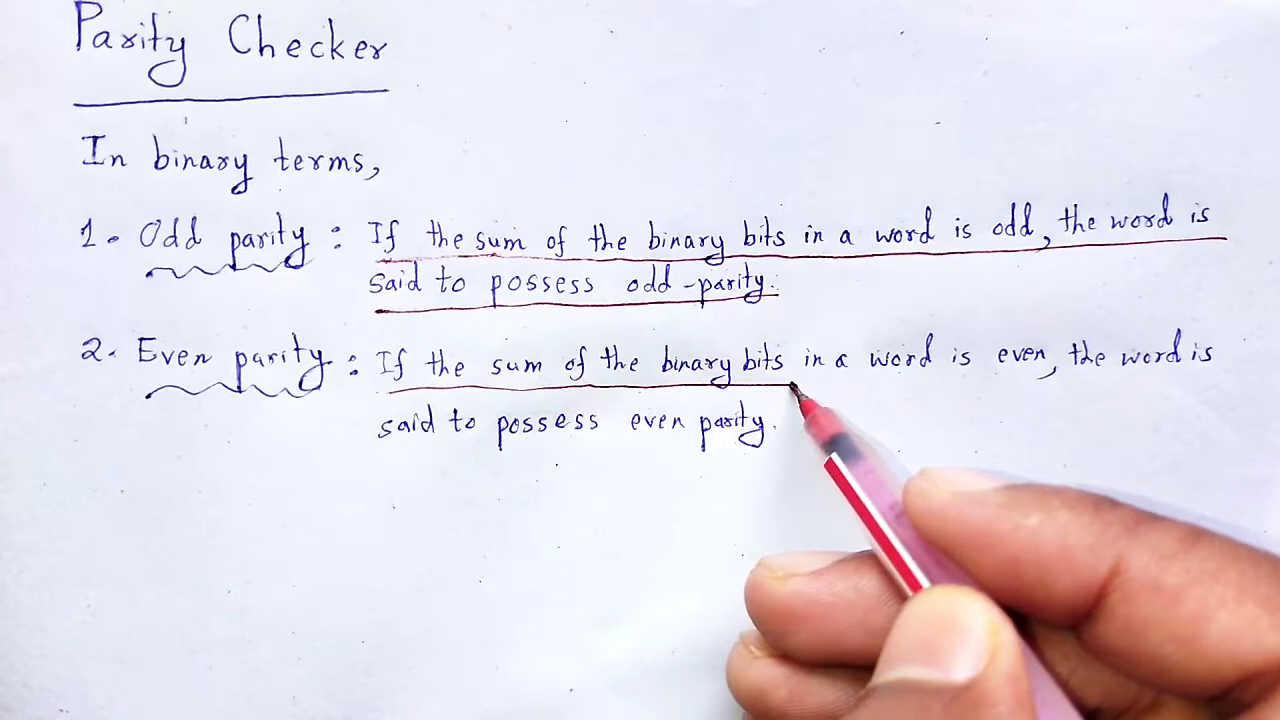 Parity Checker
In binary terms,
1. Odd parity : If the sum of the binary bits in a word is odd, the word is
said to possess odd-parity.
2. Even parity : If the sum of the binary bits in a word is even, the word is
said to possess even parity.